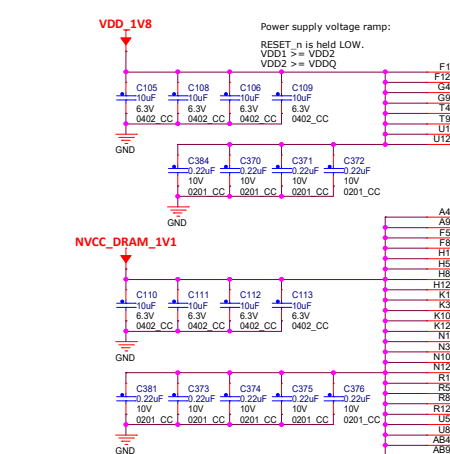 VDD_1V8
Power supply voltage ramp:
RESET_n is held LOW.
VDD1 >= VDD2
VDD2 >= VDDQ
F1
F12
G4
G9
T4
T9
U1
U12
C105 C108 C106 C109
10uF 10uF 10uF 10uF
6.3V 6.3V 6.3V 6.3V
0402_CC 0402_CC 0402_CC 0402_CC
GND
C384 C370 C371 C372
0.22uF 0.22uF 0.22uF 0.22uF
10V 10V 10V 10V
0201_CC 0201_CC 0201_CC 0201_CC
GND
A4
A9
F5
F8
H1
H5
H8
H12
K1
K3
K10
K12
N1
N3
N10
N12
R1
R5
R8
R12
U5
U8
AB4
AB9
NVCC_DRAM_1V1
C110 C111 C112 C113
10uF 10uF 10uF 10uF
6.3V 6.3V 6.3V 6.3V
0402_CC 0402_CC 0402_CC 0402_CC
GND
C381 C373 C374 C375 C376
0.22uF 0.22uF 0.22uF 0.22uF 0.22uF
10V 10V 10V 10V 10V
0201_CC 0201_CC 0201_CC 0201_CC 0201_CC
GND